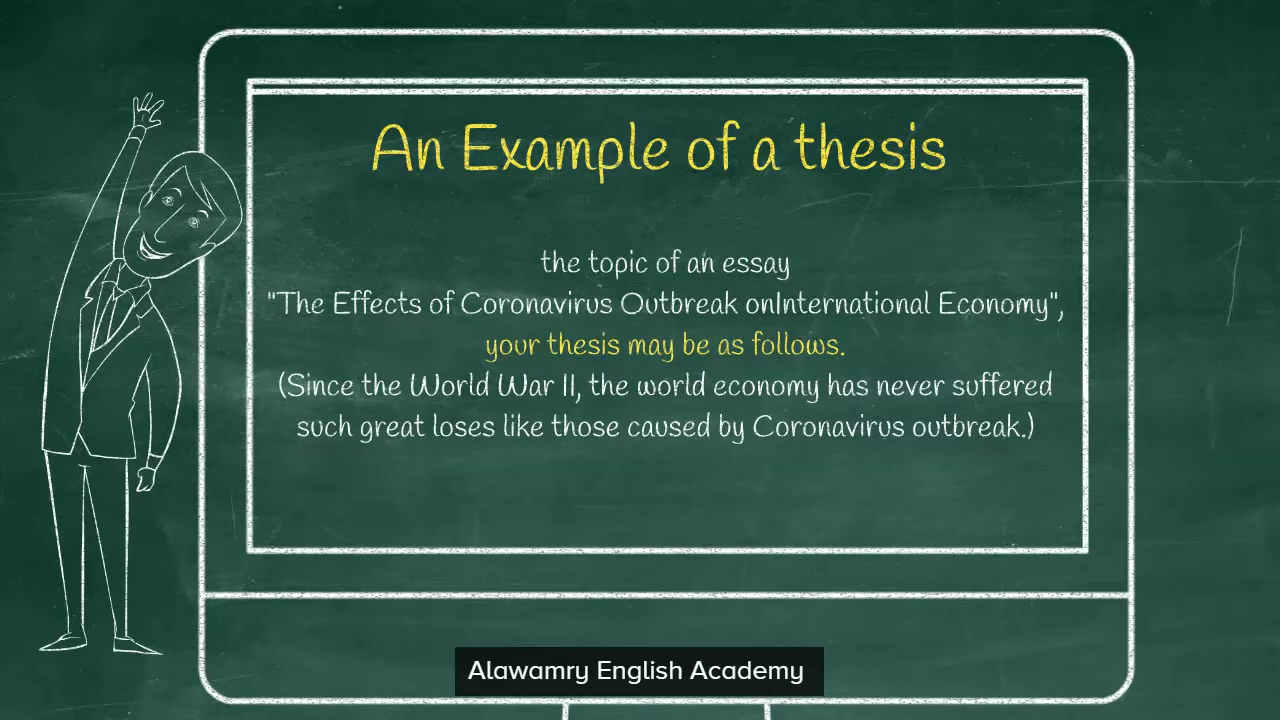 An Example of a thesis
the topic of an essay
"The Effects of Coronavirus Outbreak onInternational Economy",
your thesis may be as follows.
(Since the World War II, the world economy has never suffered
such great loses like those caused by Coronavirus outbreak.)
Alawamry English Academy